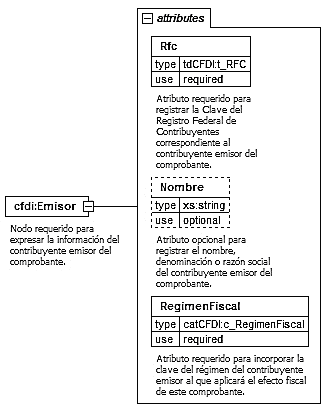 attributes
Rfc
type tdCFDI:t_RFC
use required
Atributo requerido para
registrar la Clave del
Registro Federal de
Contribuyentes
correspondiente al
contribuyente emisor del
comprobante.
cfdi:Emisor
Nodo requerido para
expresar la información del
contribuyente emisor del
comprobante.
Nombre
type xs:string
use optional
Atributo opcional para
registrar el nombre,
denominación o razón social
del contribuyente emisor del
comprobante.
RegimenFiscal
type catCFDI:c_RegimenFiscal
use required
Atributo requerido para incorporar la
clave del régimen del contribuyente
emisor al que aplicará el efecto fiscal
de este comprobante.